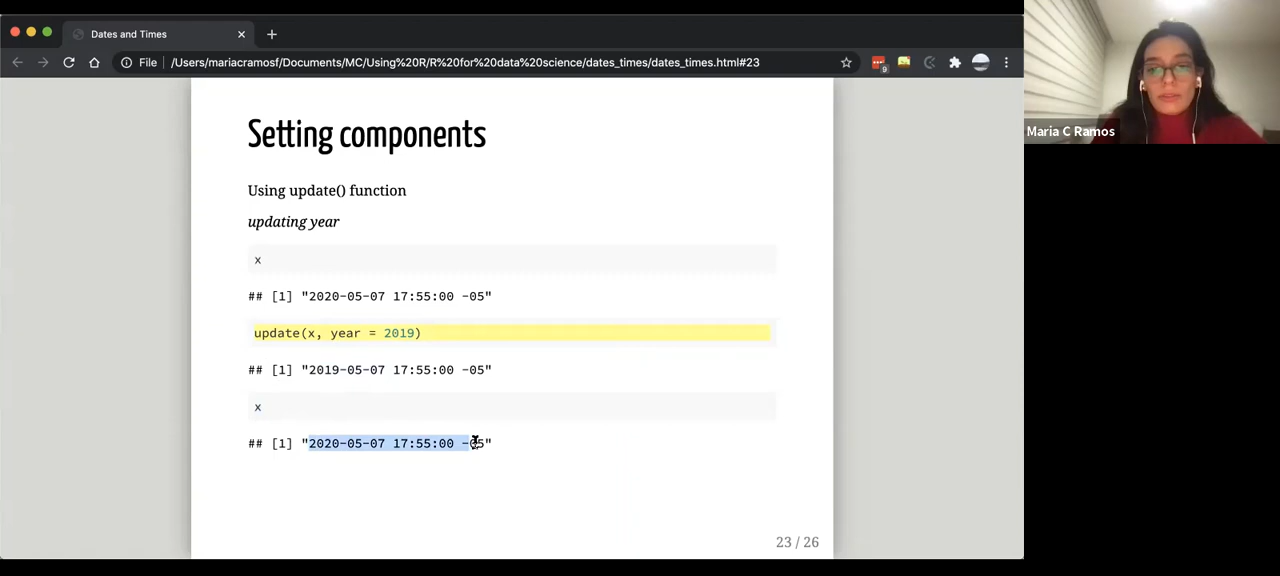 Dates and Times
File
/Users/mariacramosf/Documents/MC/Using%20R/R%20for%20data%20science/dates_times/dates_times.html#23
9
Maria C Ramos
Setting components
Using update() function
updating year
x
## [1] "2020-05-07 17:55:00 -05"
update(x, year = 2019)
## [1] "2019-05-07 17:55:00 -05"
x
## [1] "2020-05-07 17:55:00 -05"
23 / 26